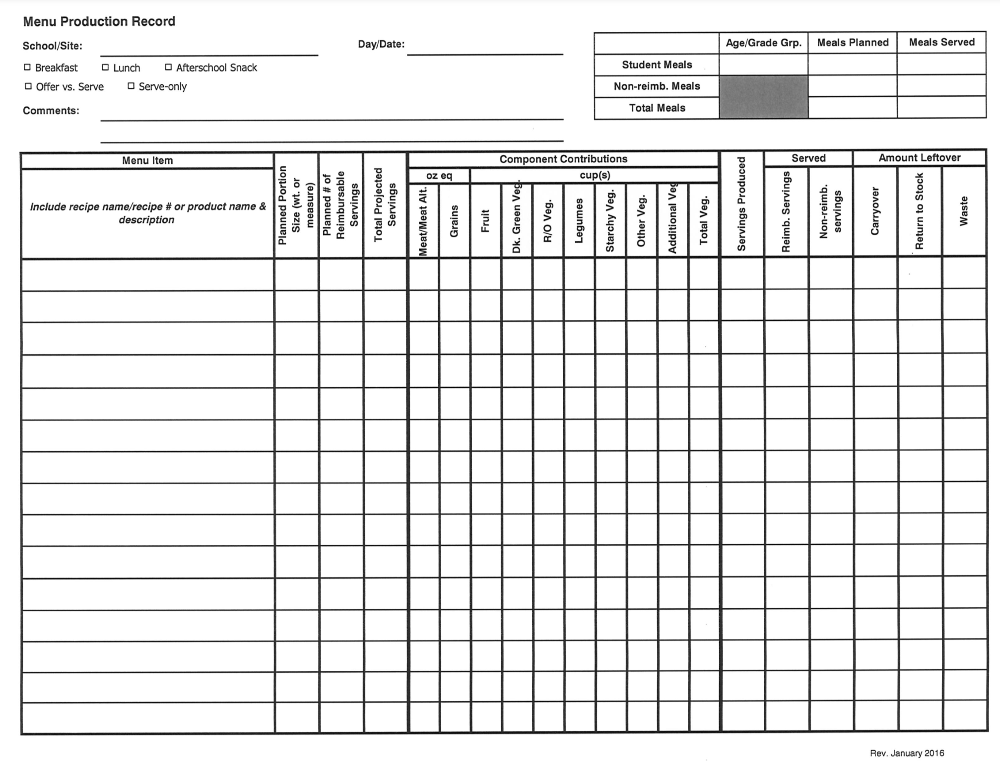 Menu Production Record
School/Site:
Day/Date:
☐ Breakfast ☐ Lunch ☐ Afterschool Snack
☐ Offer vs. Serve ☐ Serve-only
Comments:
Age/Grade Grp. Meals Planned Meals Served
Student Meals
Non-reimb. Meals
Total Meals
Menu Item
Include recipe name/recipe # or product name &
description
Planned Portion
Size (wt. or
measure)
Planned # of
Reimbursable
Servings
Total Projected
Servings
Component Contributions
oz eq
cup(s)
Meat/Meat Alt.
Grains
Fruit
Dk. Green Veg.
R/O Veg.
Legumes
Starchy Veg.
Other Veg.
Additional Veg
Total Veg.
Servings Produced
Served
Reimb. Servings
Non-reimb.
servings
Amount Leftover
Carryover
Return to Stock
Waste
Rev. January 2016